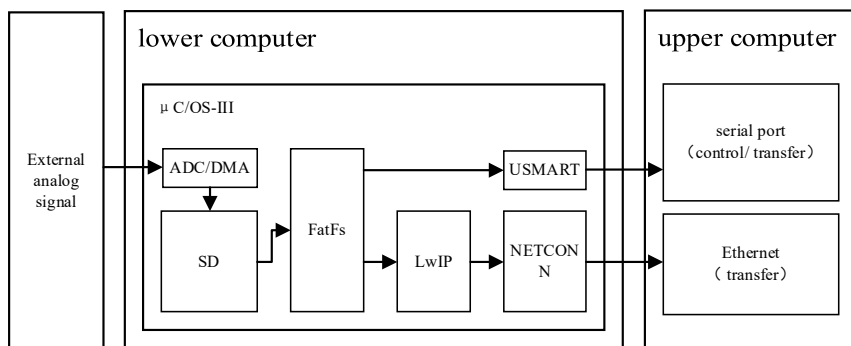 lower computer
upper computer
μC/OS-III
External
analog
signal
ADC/DMA
SD
FatFs
USMART
LwIP
NETCON
N
serial port
（control/ transfer）
Ethernet
（ transfer）